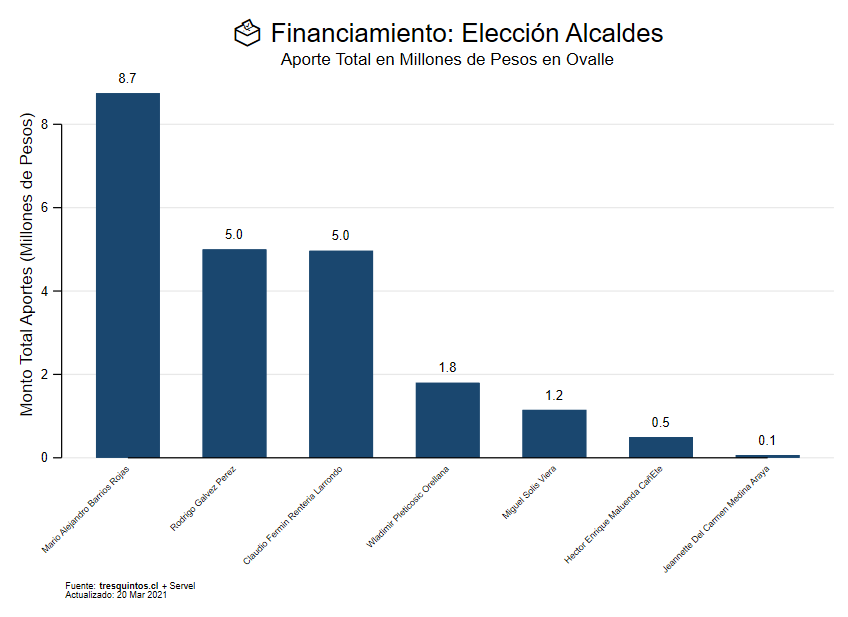 Financiamiento: Elección Alcaldes
Aporte Total en Millones de Pesos en Ovalle
Monto Total Aportes (Millones de Pesos)
8
6
4
2
0
8.7
5.0
5.0
1.8
1.2
0.5
0.1
Mario Alejandro Barrios Rojas
Rodrigo Galvez Perez
Claudio Fermin Renteria Larrondo
Wladimir Pleticosic Orellana
Miguel Solis Viera
Hector Enrique Maluenda CañEte
Jeannette Del Carmen Medina Araya
Fuente: tresquintos.cl + Servel
Actualizado: 20 Mar 2021